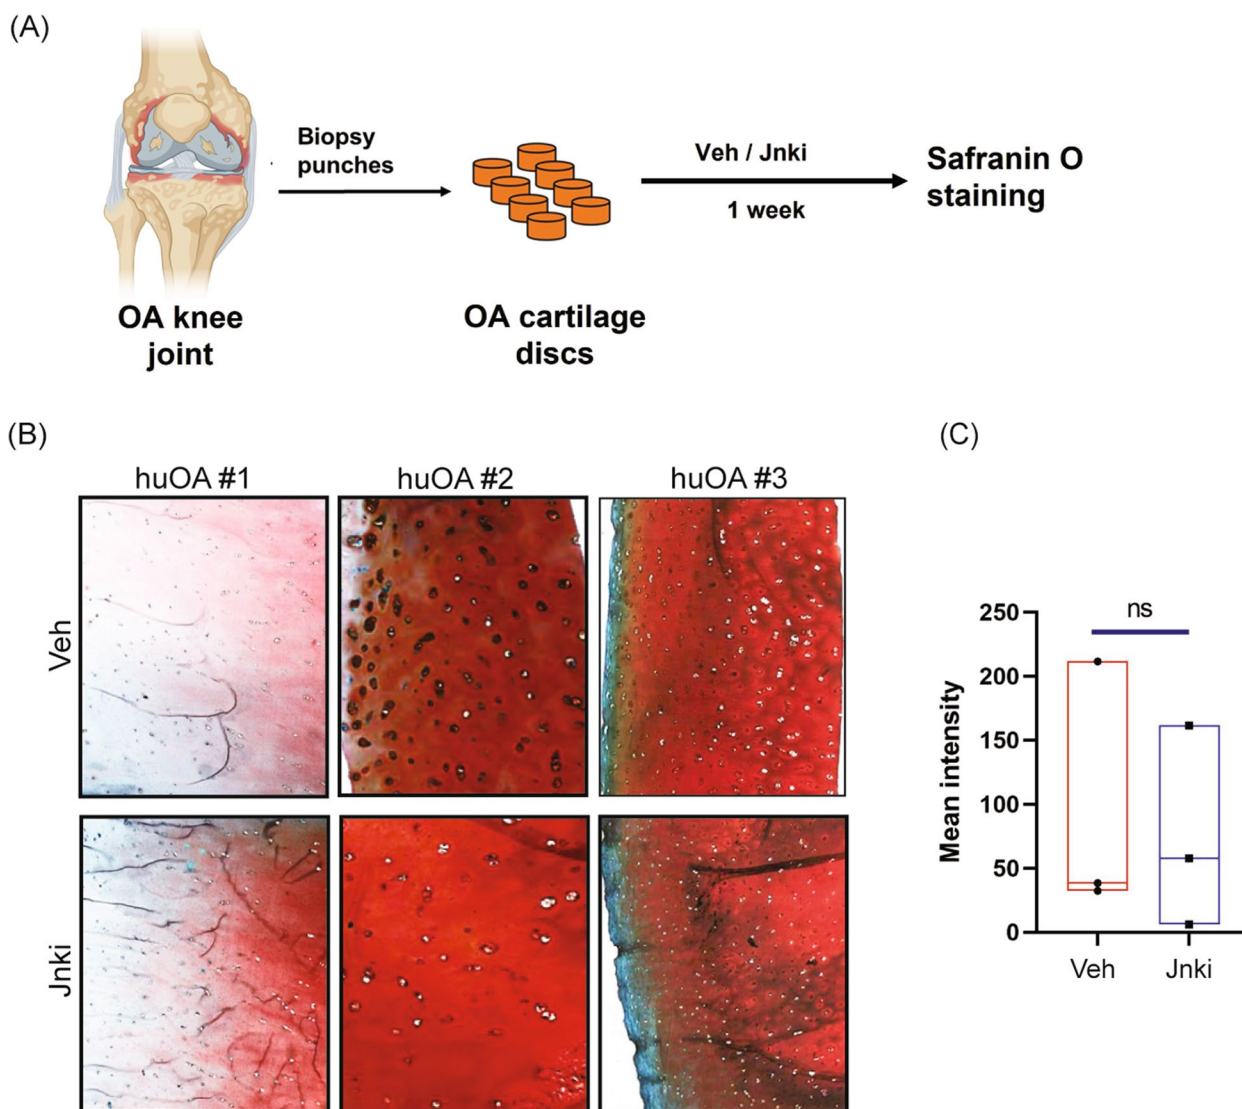 (A)
Biopsy
punches
Veh / Jnki
1 week
Safranin O
staining
OA knee
joint
OA cartilage
discs
(B)
huOA #1
huOA #2
huOA #3
Veh
Jnki
(C)
ns
Mean intensity
250
200
150
100
50
0
Veh
Jnki